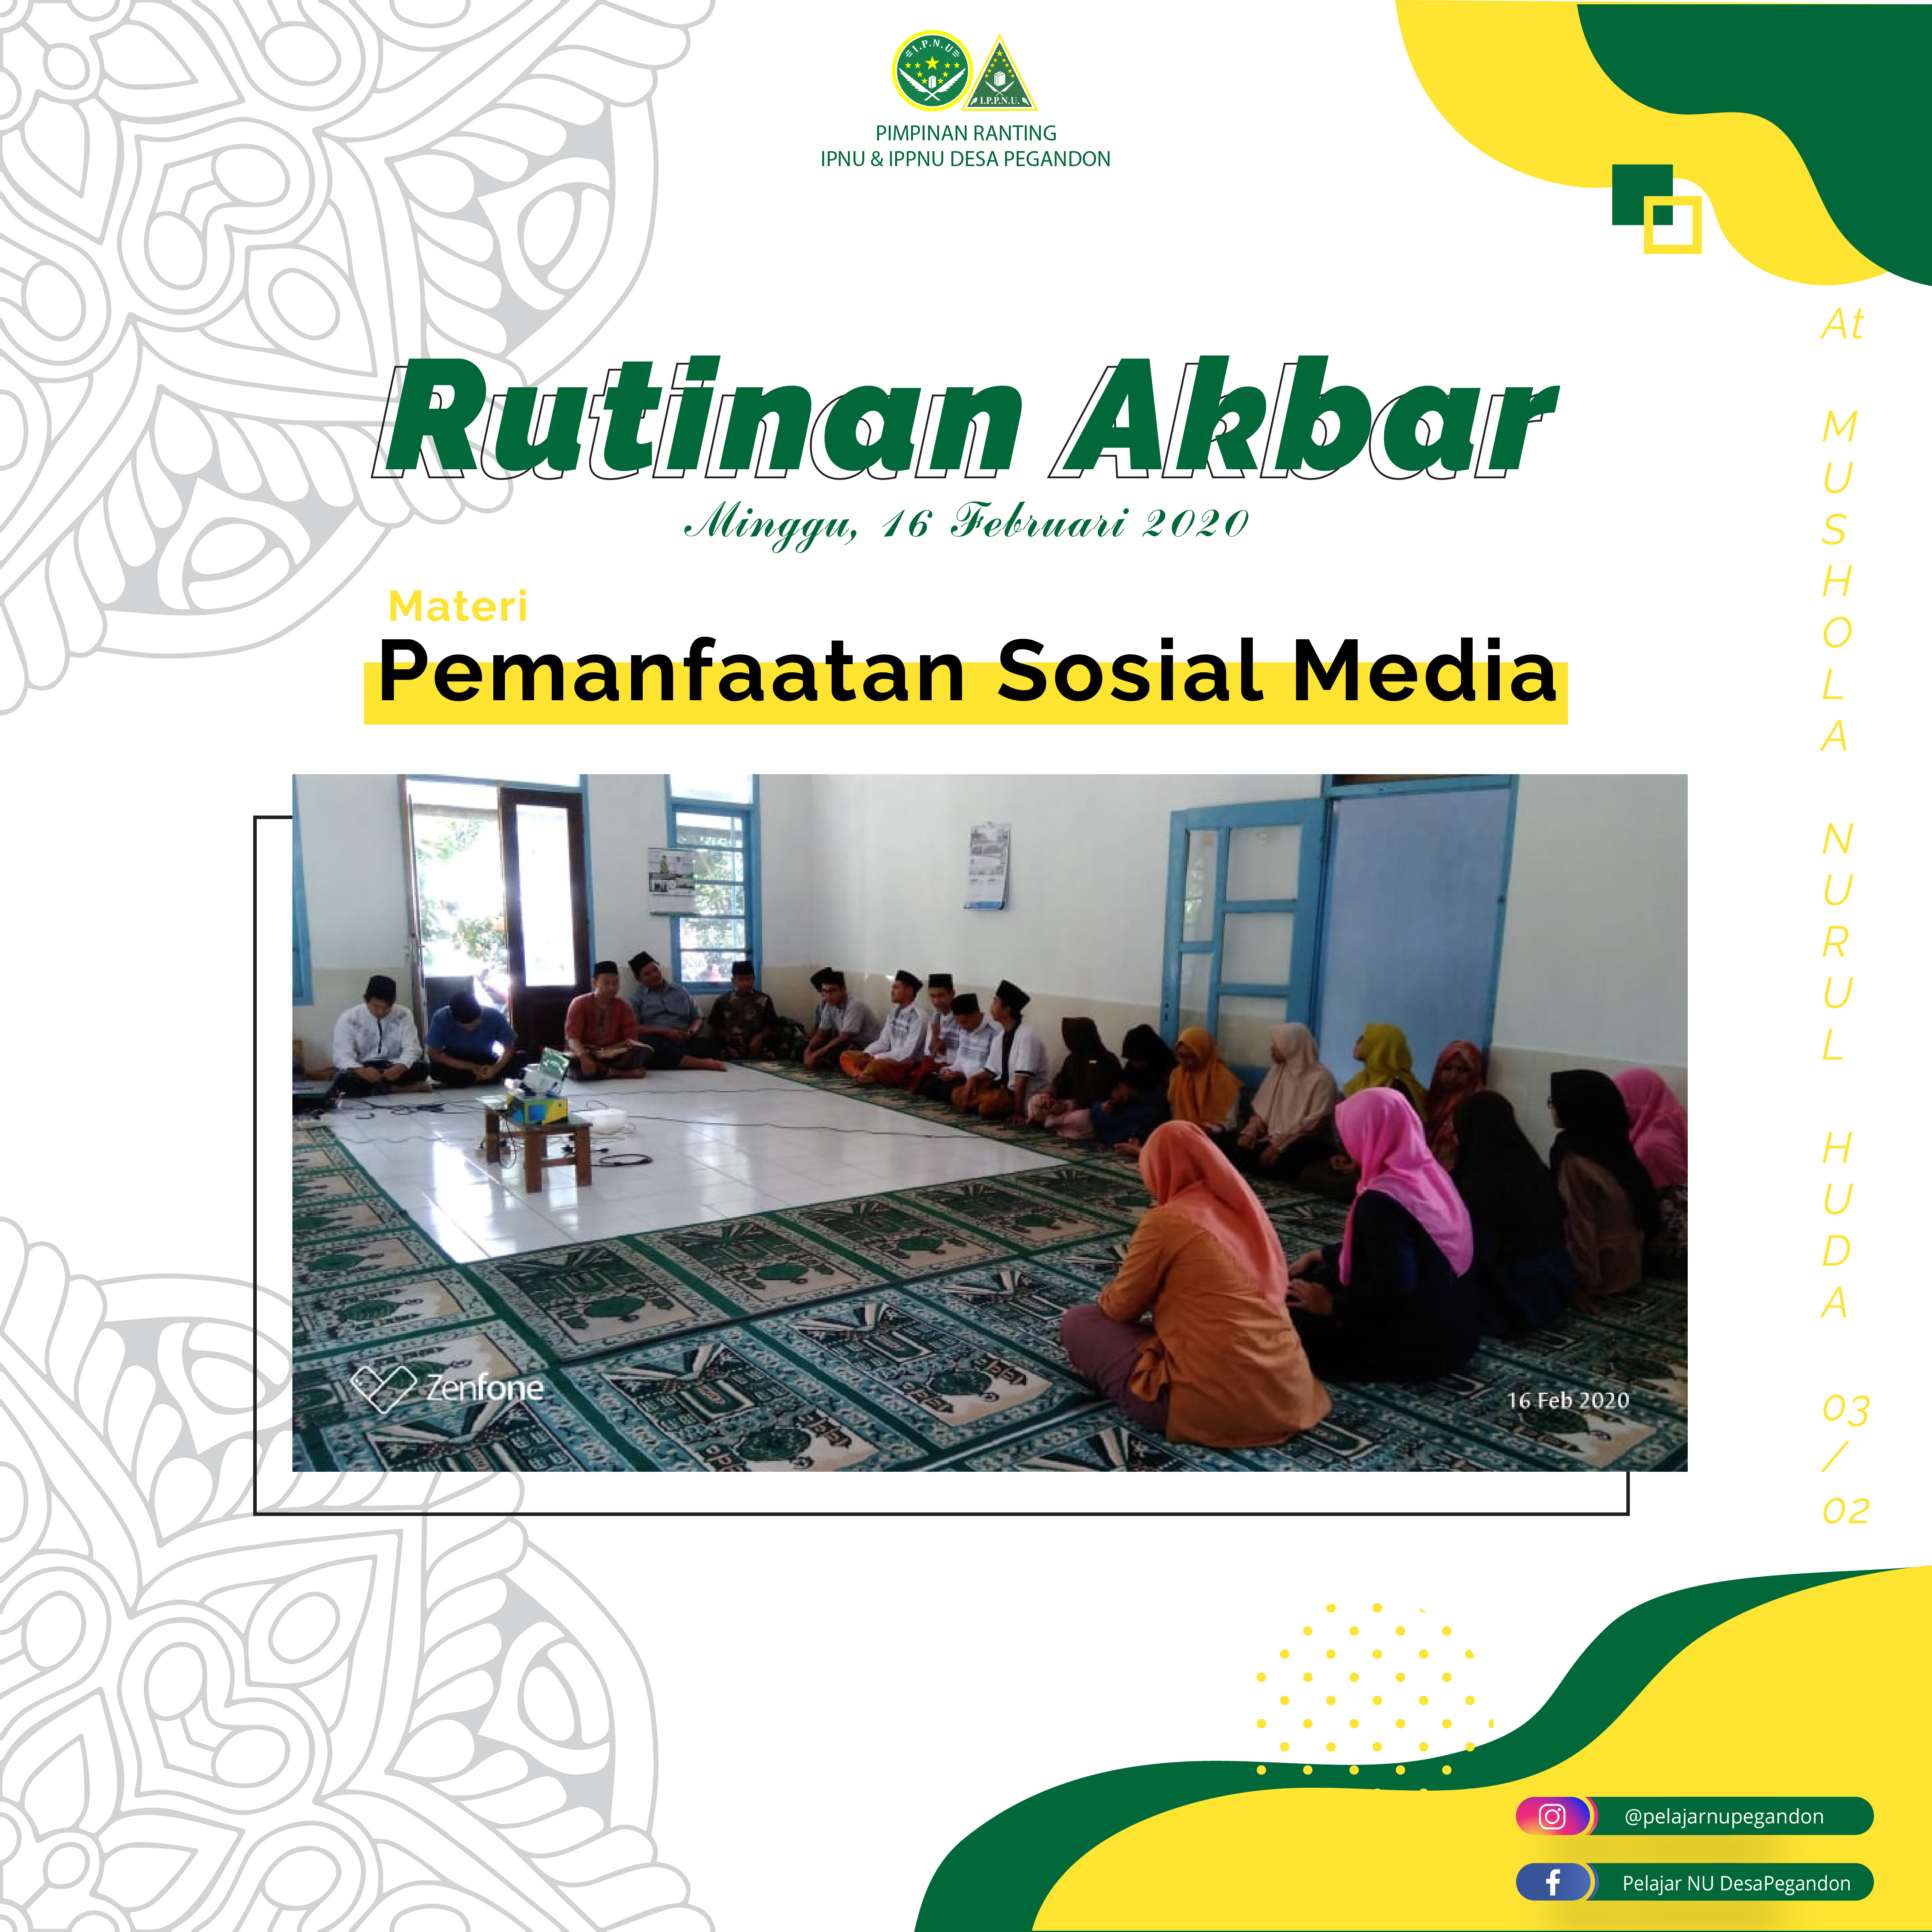 I.P.N.U
I.P.P.N.U.
PIMPINAN RANTING
IPNU & IPPNU DESA PEGANDON
Rutinan Akbar
Minggu, 16 Februari 2020
Materi
Pemanfaatan Sosial Media
At MUSHOLA NURUL HUDA 03/02
Zenfone
16 Feb 2020
@pelajarnupegandon
Pelajar NU DesaPegandon